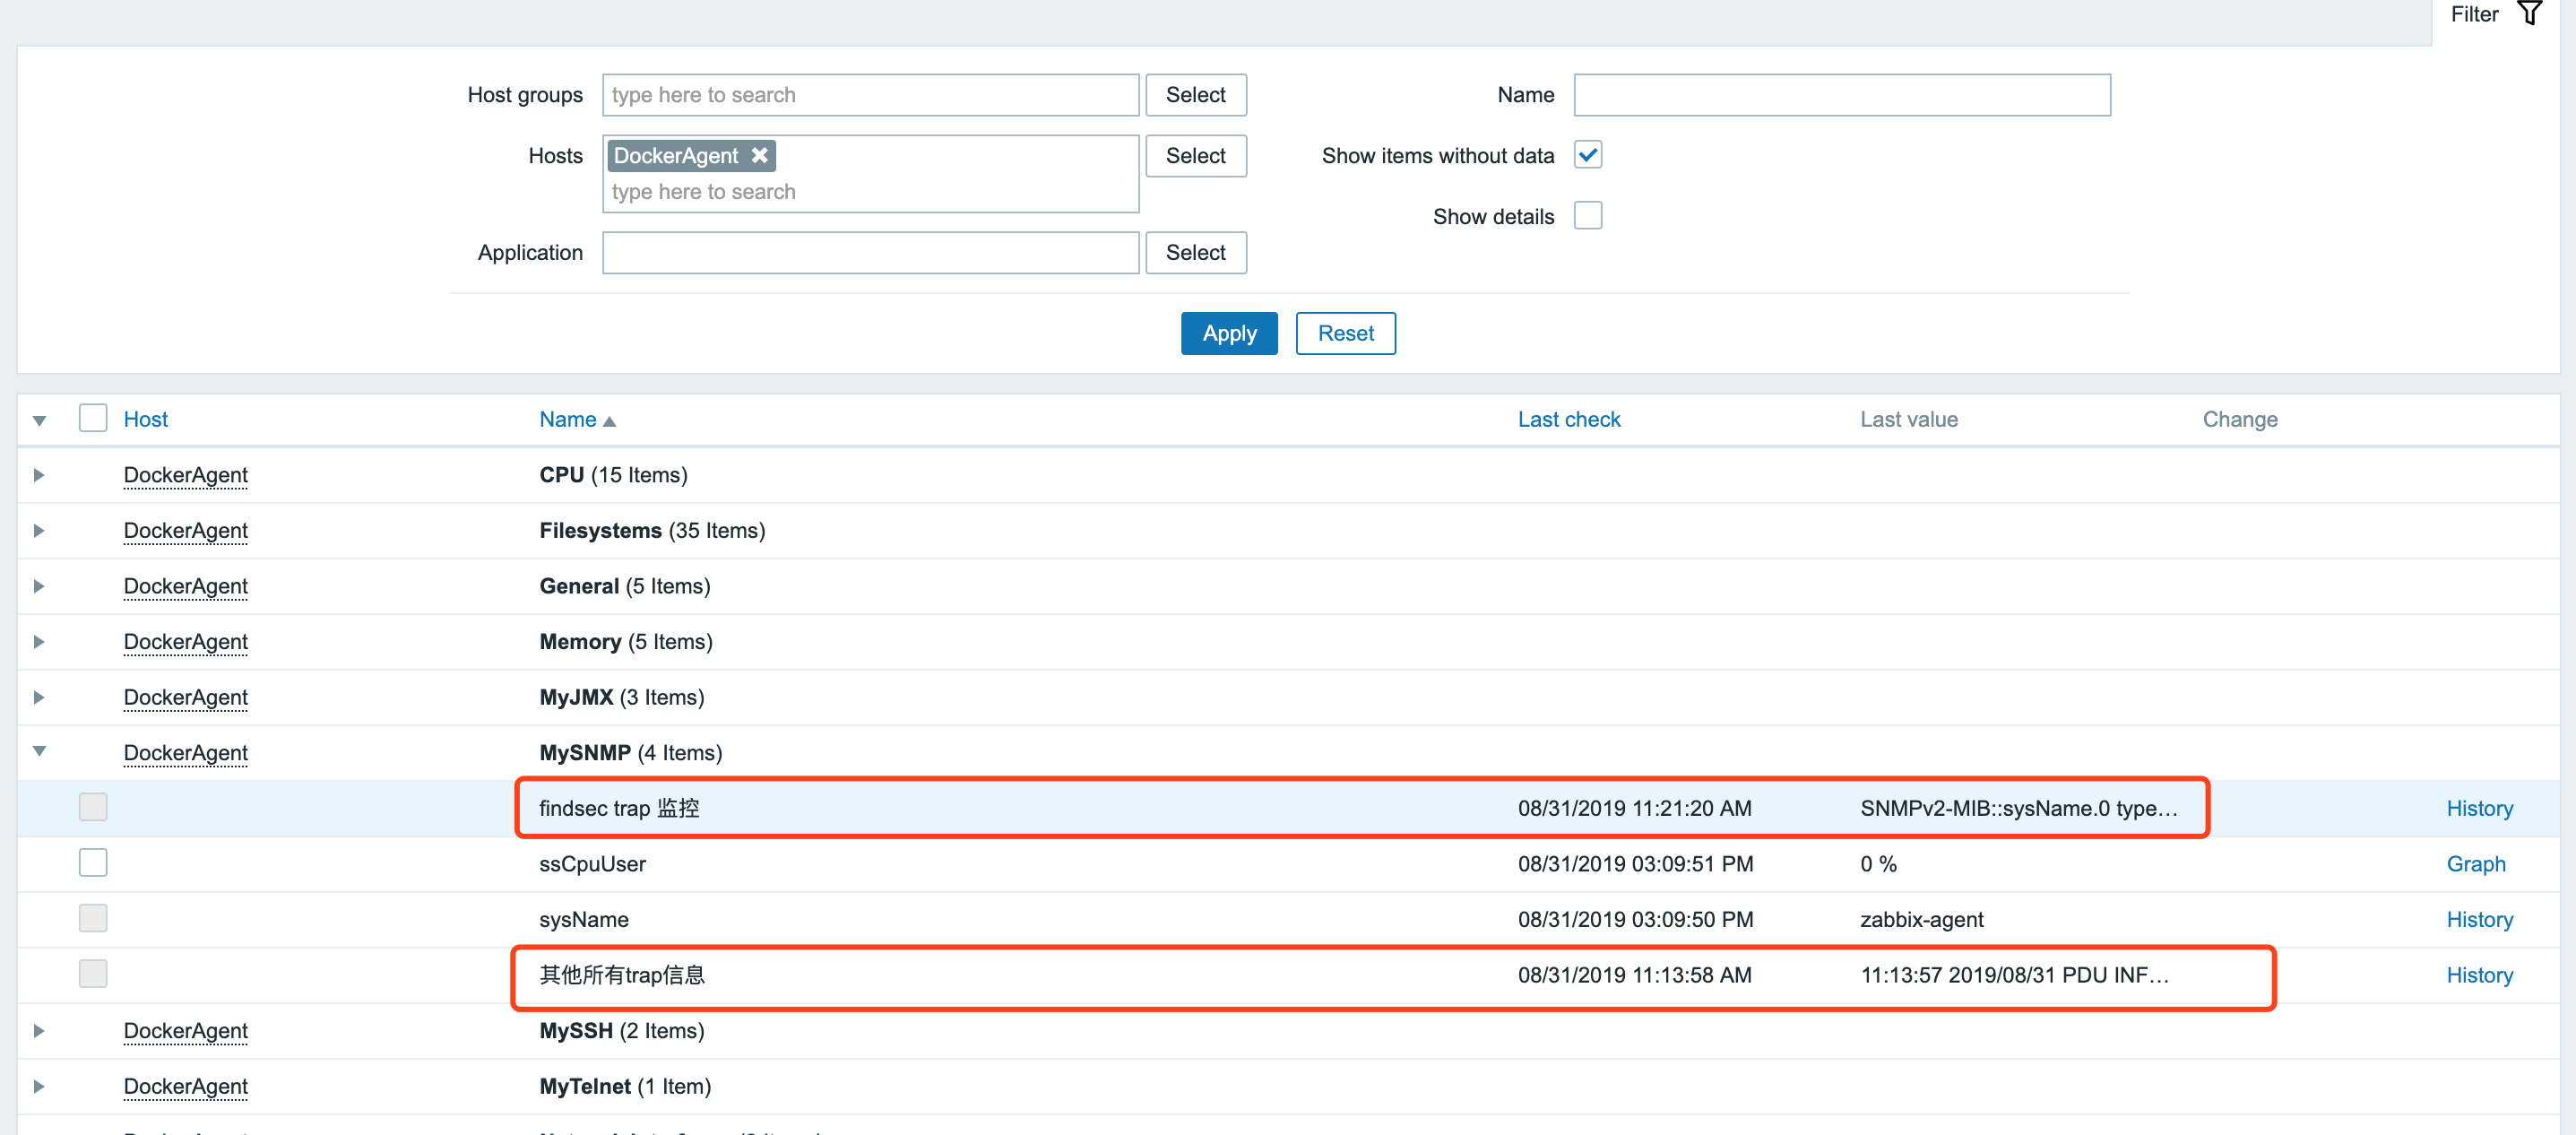 Filter
Host groups type here to search Select Name
Hosts DockerAgent Select Show items without data
type here to search
Show details
Application Select
Apply Reset
Host Name Last check Last value Change
DockerAgent CPU (15 Items)
DockerAgent Filesystems (35 Items)
DockerAgent General (5 Items)
DockerAgent Memory (5 Items)
DockerAgent MyJMX (3 Items)
DockerAgent MySNMP (4 Items)
findsec trap 监控 08/31/2019 11:21:20 AM SNMPv2-MIB::sysName.0 type... History
ssCpuUser 08/31/2019 03:09:51 PM 0 % Graph
sysName 08/31/2019 03:09:50 PM zabbix-agent History
其他所有trap信息 08/31/2019 11:13:58 AM 11:13:57 2019/08/31 PDU INF... History
DockerAgent MySSH (2 Items)
DockerAgent MyTelnet (1 Item)